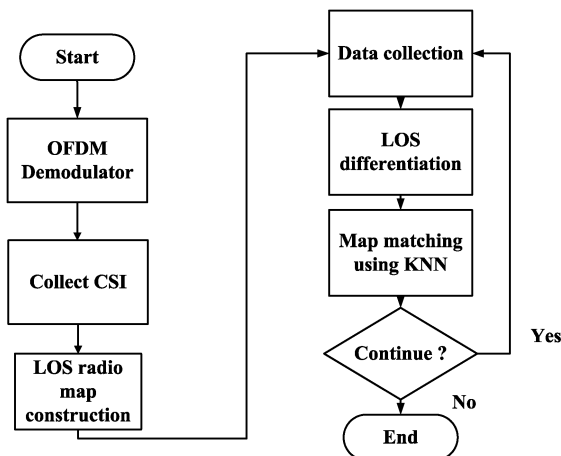 Start
OFDM
Demodulator
Collect CSI
LOS radio
map
construction
Data collection
LOS
differentiation
Map matching
using KNN
Continue ?
Yes
No
End